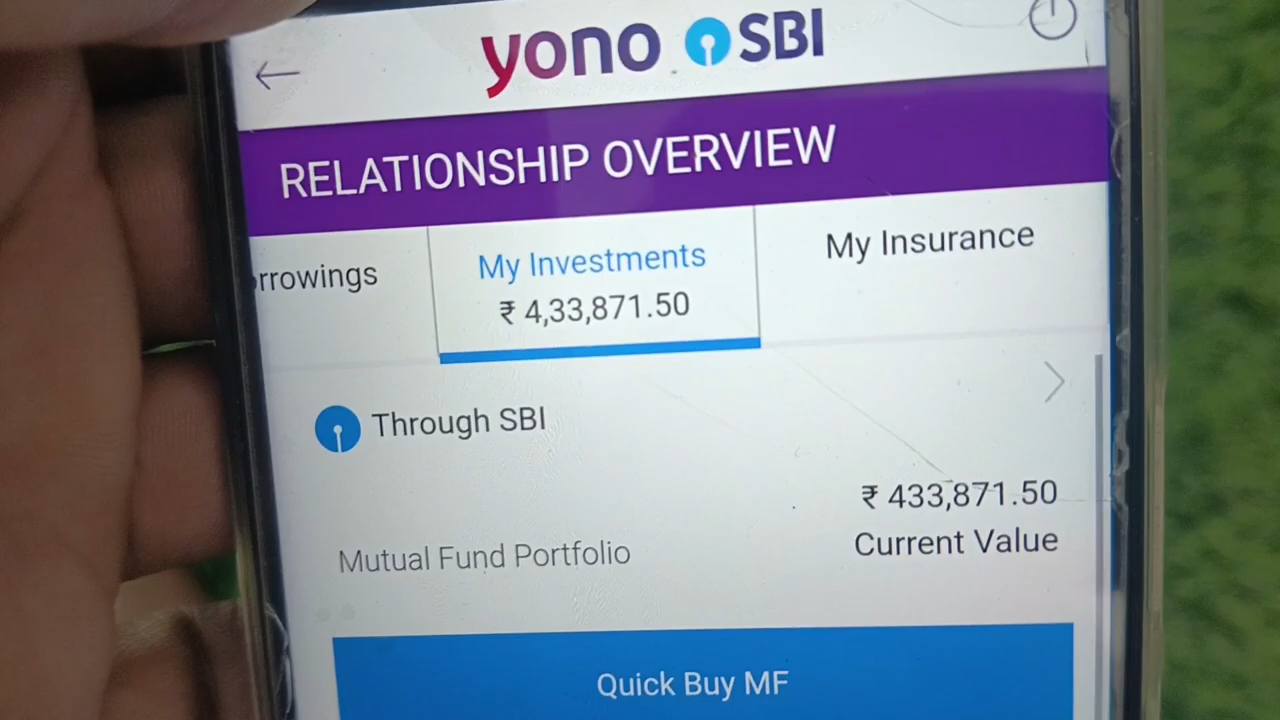 yono SBI
RELATIONSHIP OVERVIEW
orrowings
My Investments
₹ 4,33,871.50
My Insurance
Through SBI
₹ 433,871.50
Mutual Fund Portfolio
Current Value
Quick Buy MF